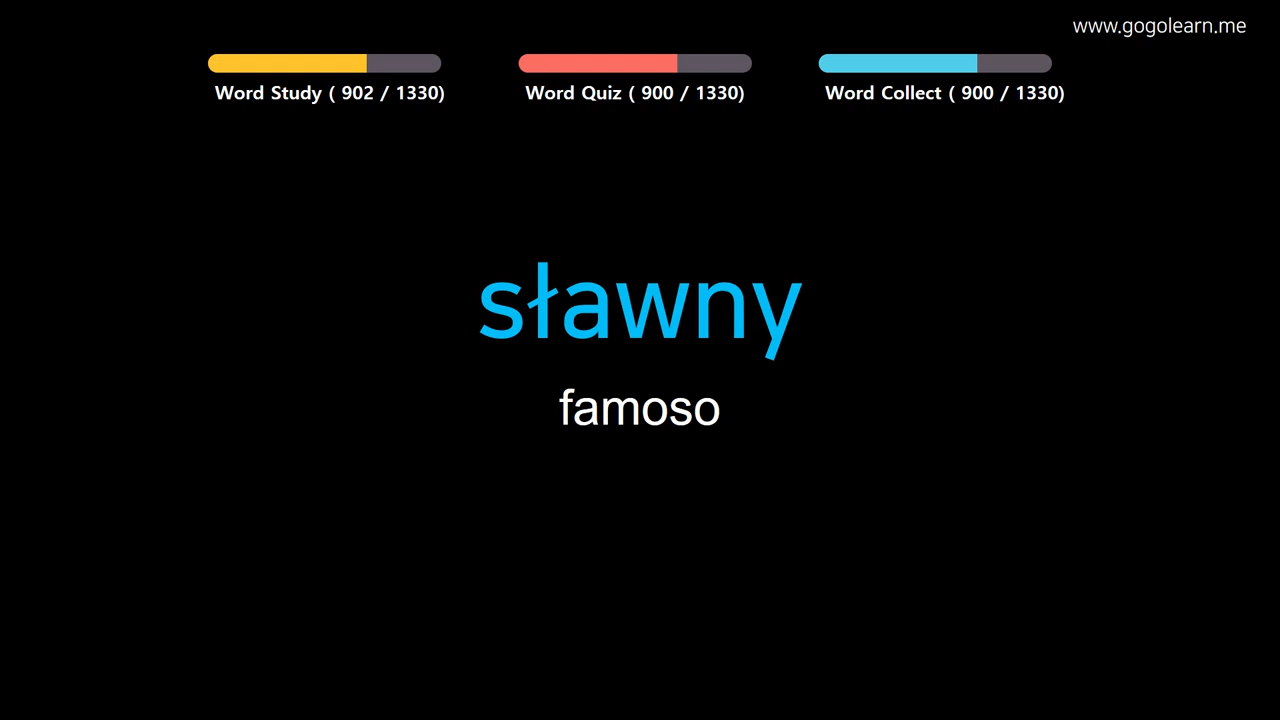 www.gogolearn.me
Word Study ( 902 / 1330)
Word Quiz ( 900 / 1330)
Word Collect ( 900 / 1330)
sławny
famoso